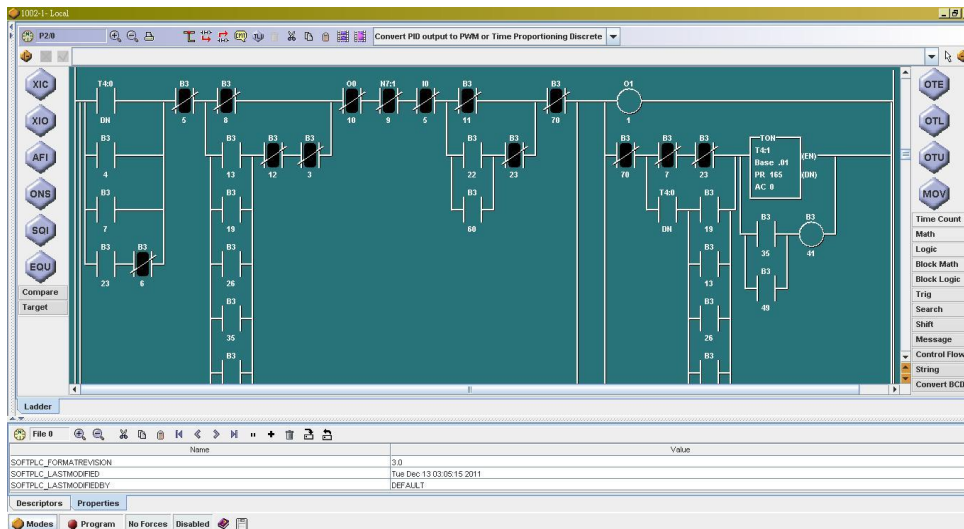 1002-1- Local
P2/0
Convert PID output to PWM or Time Proportioning Discrete
XIC
XIO
AFI
ONS
SQI
EQU
Compare
Target
T4:0 B3 B3 O0 N7:1 I0 B3 B3 O1
DN 5 8 10 9 5 11 70 1
B3 B3 B3 B3
4 13 12 3 22 23 70 7 23
TON
T4:1
Base .01
PR 165
AC 0
(EN)
(DN)
B3 B3 B3 T4:0 B3
7 19 60 DN 19
B3 B3 B3 B3 B3 B3
23 6 26 13 35 41
B3 B3 B3
35 26 49
B3 B3
OTE
OTL
OTU
MOV
Time Count
Math
Logic
Block Math
Block Logic
Trig
Search
Shift
Message
Control Flow
String
Convert BCD
Ladder
File 0
Name Value
SOFTPLC_FORMATREVISION 3.0
SOFTPLC_LASTMODIFIED Tue Dec 13 03:05:15 2011
SOFTPLC_LASTMODIFIEDBY DEFAULT
Descriptors Properties
Modes Program No Forces Disabled